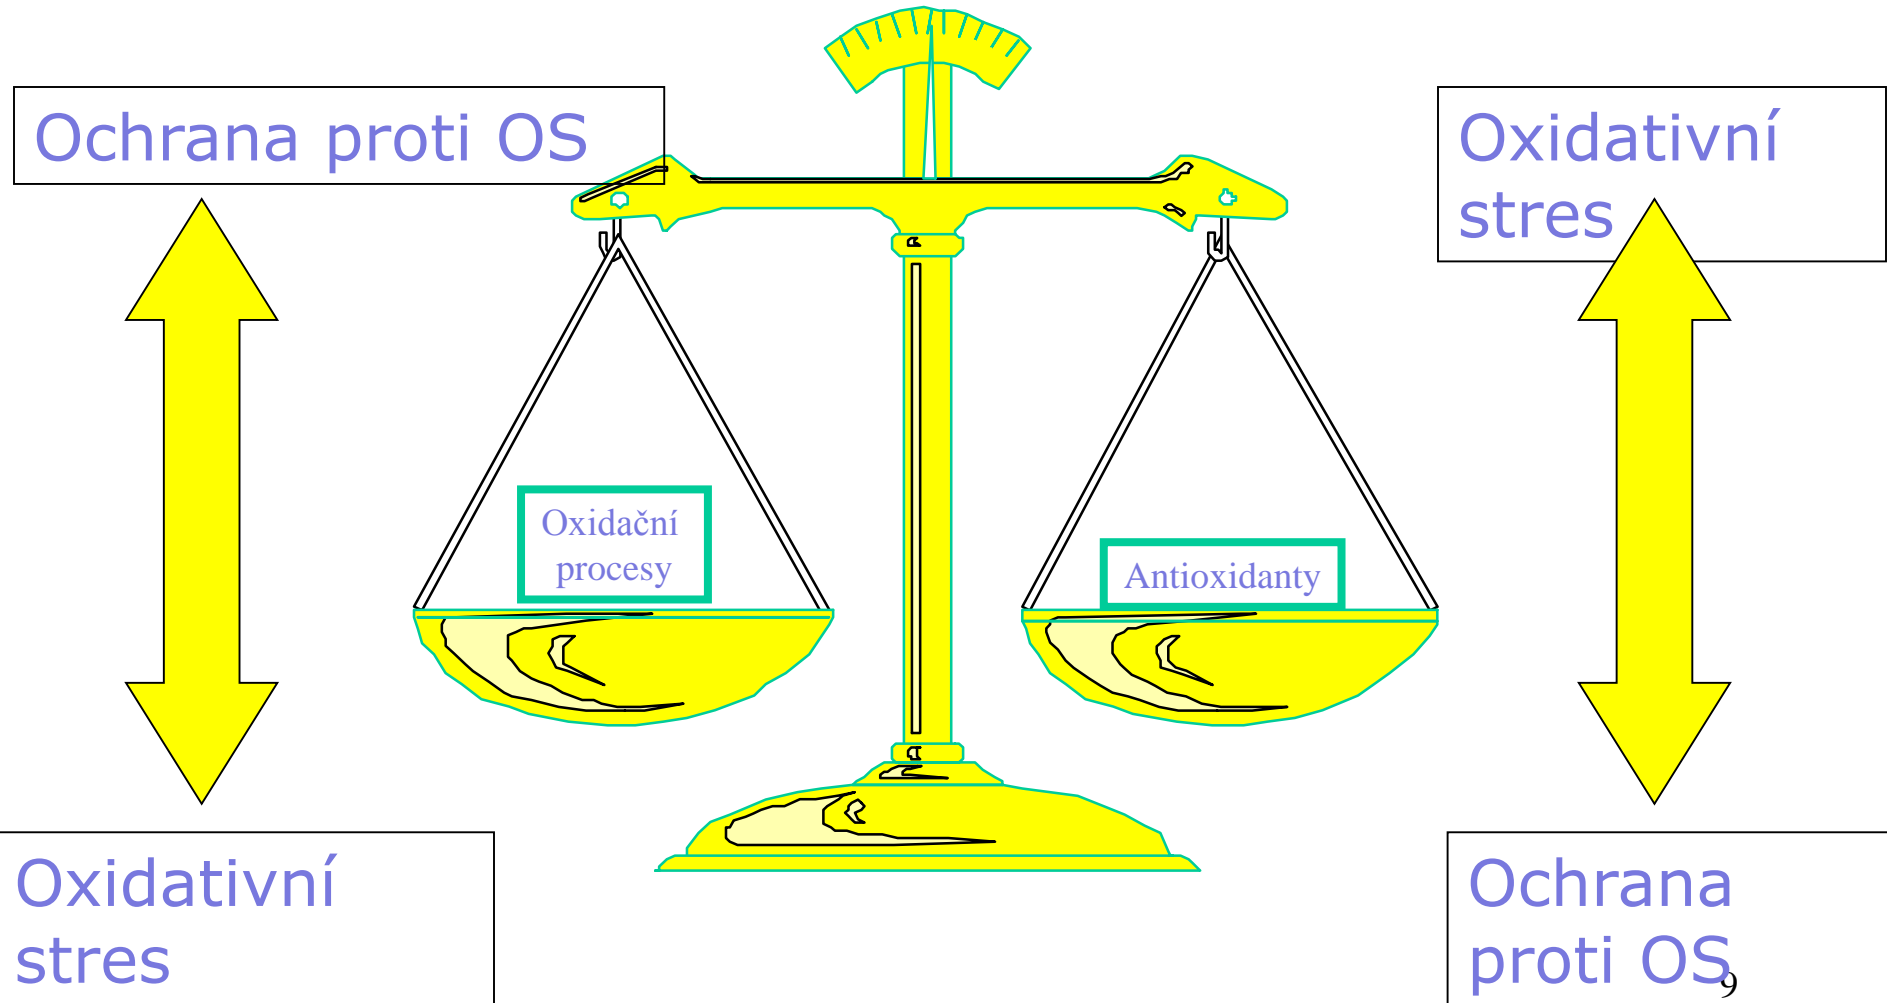 Ochrana proti OS
Oxidativní
stres
Oxidační
procesy
Antioxidanty
Oxidativní
stres
Ochrana
proti OS
9